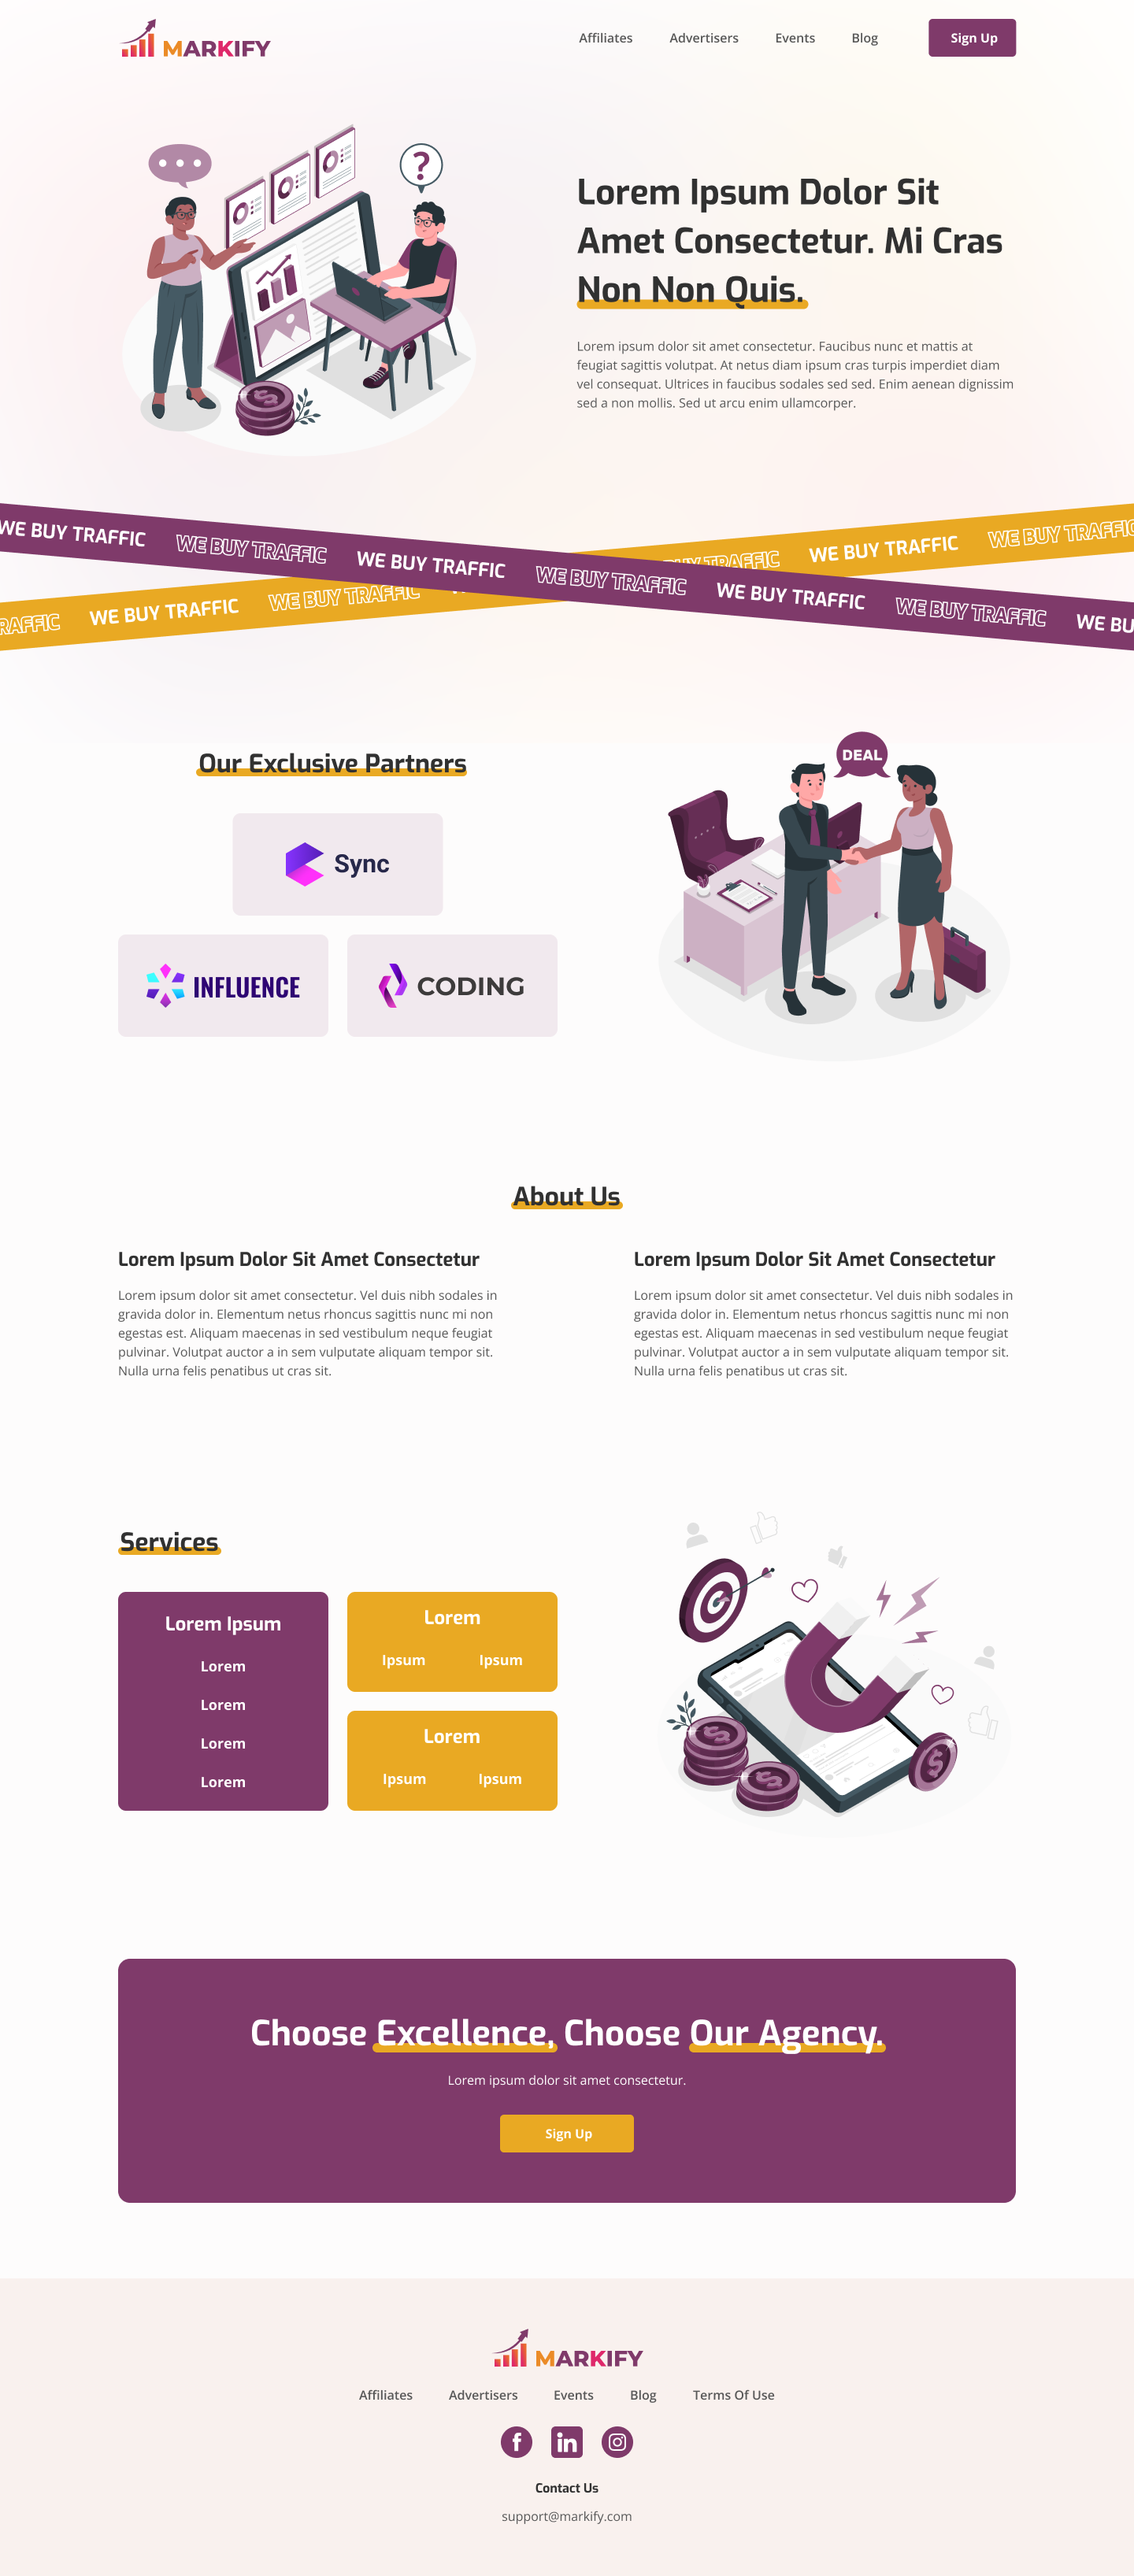 MARKIFY
Affiliates
Advertisers
Events
Blog
Sign Up
?
Lorem Ipsum Dolor Sit
Amet Consectetur. Mi Cras
Non Non Quis.
Lorem ipsum dolor sit amet consectetur. Faucibus nunc et mattis at
feugiat sagittis volutpat. At netus diam ipsum cras turpis imperdiet diam
vel consequat. Ultrices in faucibus sodales sed sed. Enim aenean dignissim
sed a non mollis. Sed ut arcu enim ullamcorper.
WE BUY TRAFFIC WE BUY TRAFFIC WE BUY TRAFFIC WE BUY TRAFFIC WE BUY TRAFFIC WE BUY TRAFFIC WE BU
RAFFIC WE BUY TRAFFIC WE BUY TRAFFIC BUY TRAFFIC WE BUY TRAFFIC WE BUY TRAFFIC
Our Exclusive Partners
DEAL
Sync
INFLUENCE
CODING
About Us
Lorem Ipsum Dolor Sit Amet Consectetur
Lorem ipsum dolor sit amet consectetur. Vel duis nibh sodales in
gravida dolor in. Elementum netus rhoncus sagittis nunc mi non
egestas est. Aliquam maecenas in sed vestibulum neque feugiat
pulvinar. Volutpat auctor a in sem vulputate aliquam tempor sit.
Nulla urna felis penatibus ut cras sit.
Lorem Ipsum Dolor Sit Amet Consectetur
Lorem ipsum dolor sit amet consectetur. Vel duis nibh sodales in
gravida dolor in. Elementum netus rhoncus sagittis nunc mi non
egestas est. Aliquam maecenas in sed vestibulum neque feugiat
pulvinar. Volutpat auctor a in sem vulputate aliquam tempor sit.
Nulla urna felis penatibus ut cras sit.
Services
Lorem Ipsum
Lorem
Lorem
Lorem
Lorem
Lorem
Ipsum Ipsum
Lorem
Ipsum Ipsum
$
Choose Excellence, Choose Our Agency.
Lorem ipsum dolor sit amet consectetur.
Sign Up
MARKIFY
Affiliates
Advertisers
Events
Blog
Terms Of Use
f
in
Contact Us
support@markify.com